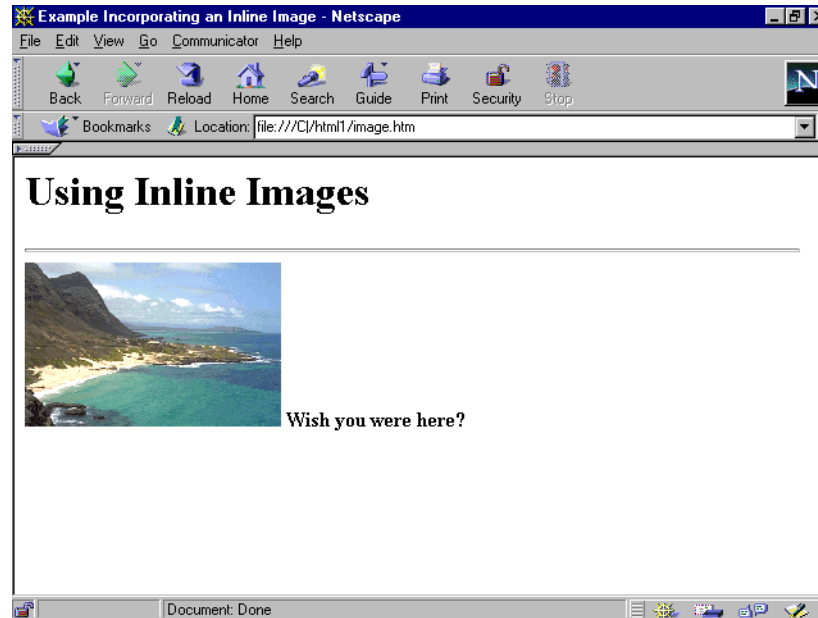 Example Incorporating an Inline Image - Netscape
File Edit View Go Communicator Help
Back Forward Reload Home Search Guide Print Security Stop
N
Bookmarks Location: file:///C|/html1/image.htm
Using Inline Images
Wish you were here?
Document: Done